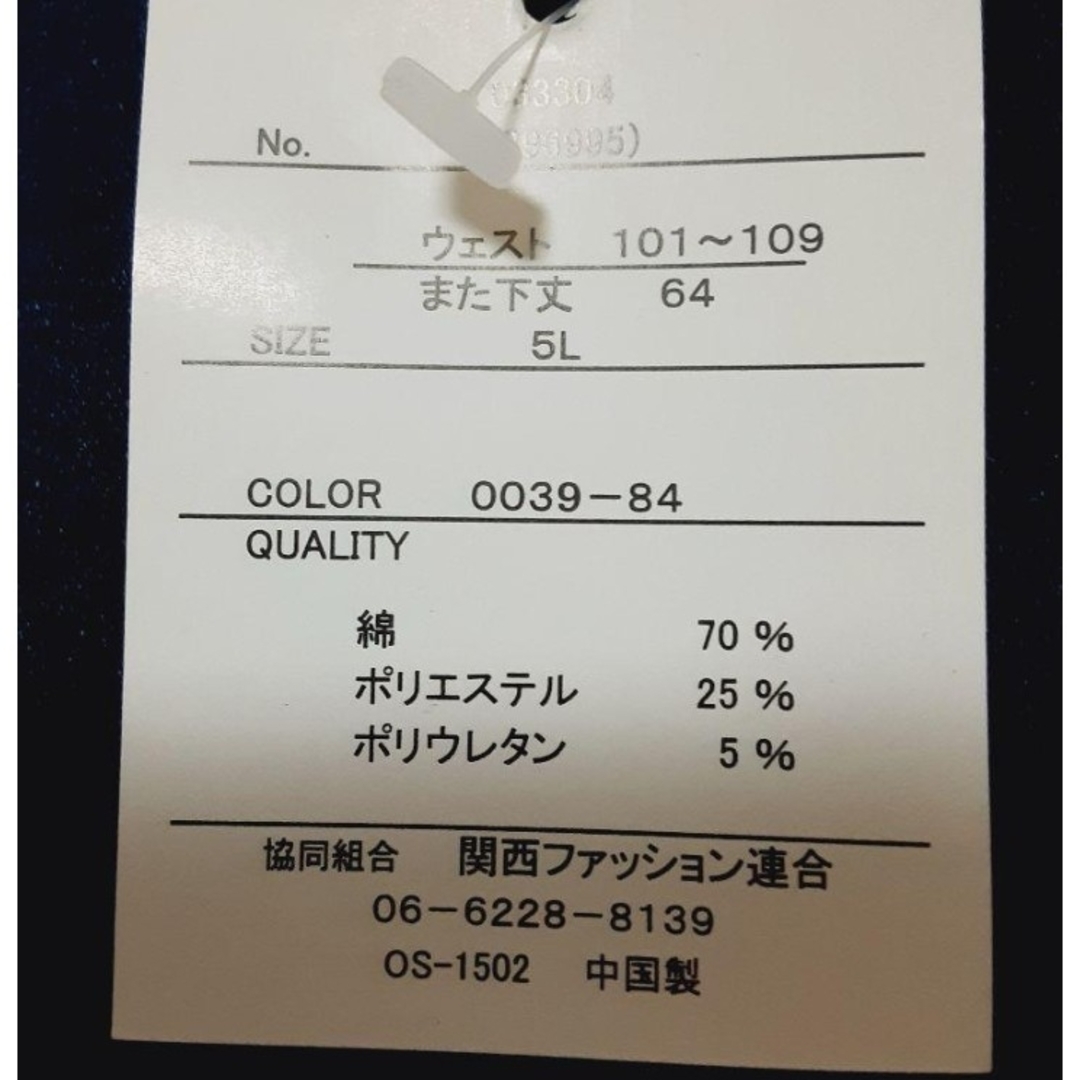 No.
ウェスト 101～109
また下丈 64
SIZE 5L
COLOR 0039－84
QUALITY
綿 70 %
ポリエステル 25 %
ポリウレタン 5 %
協同組合 関西ファッション連合
06－6228－8139
OS-1502 中国製